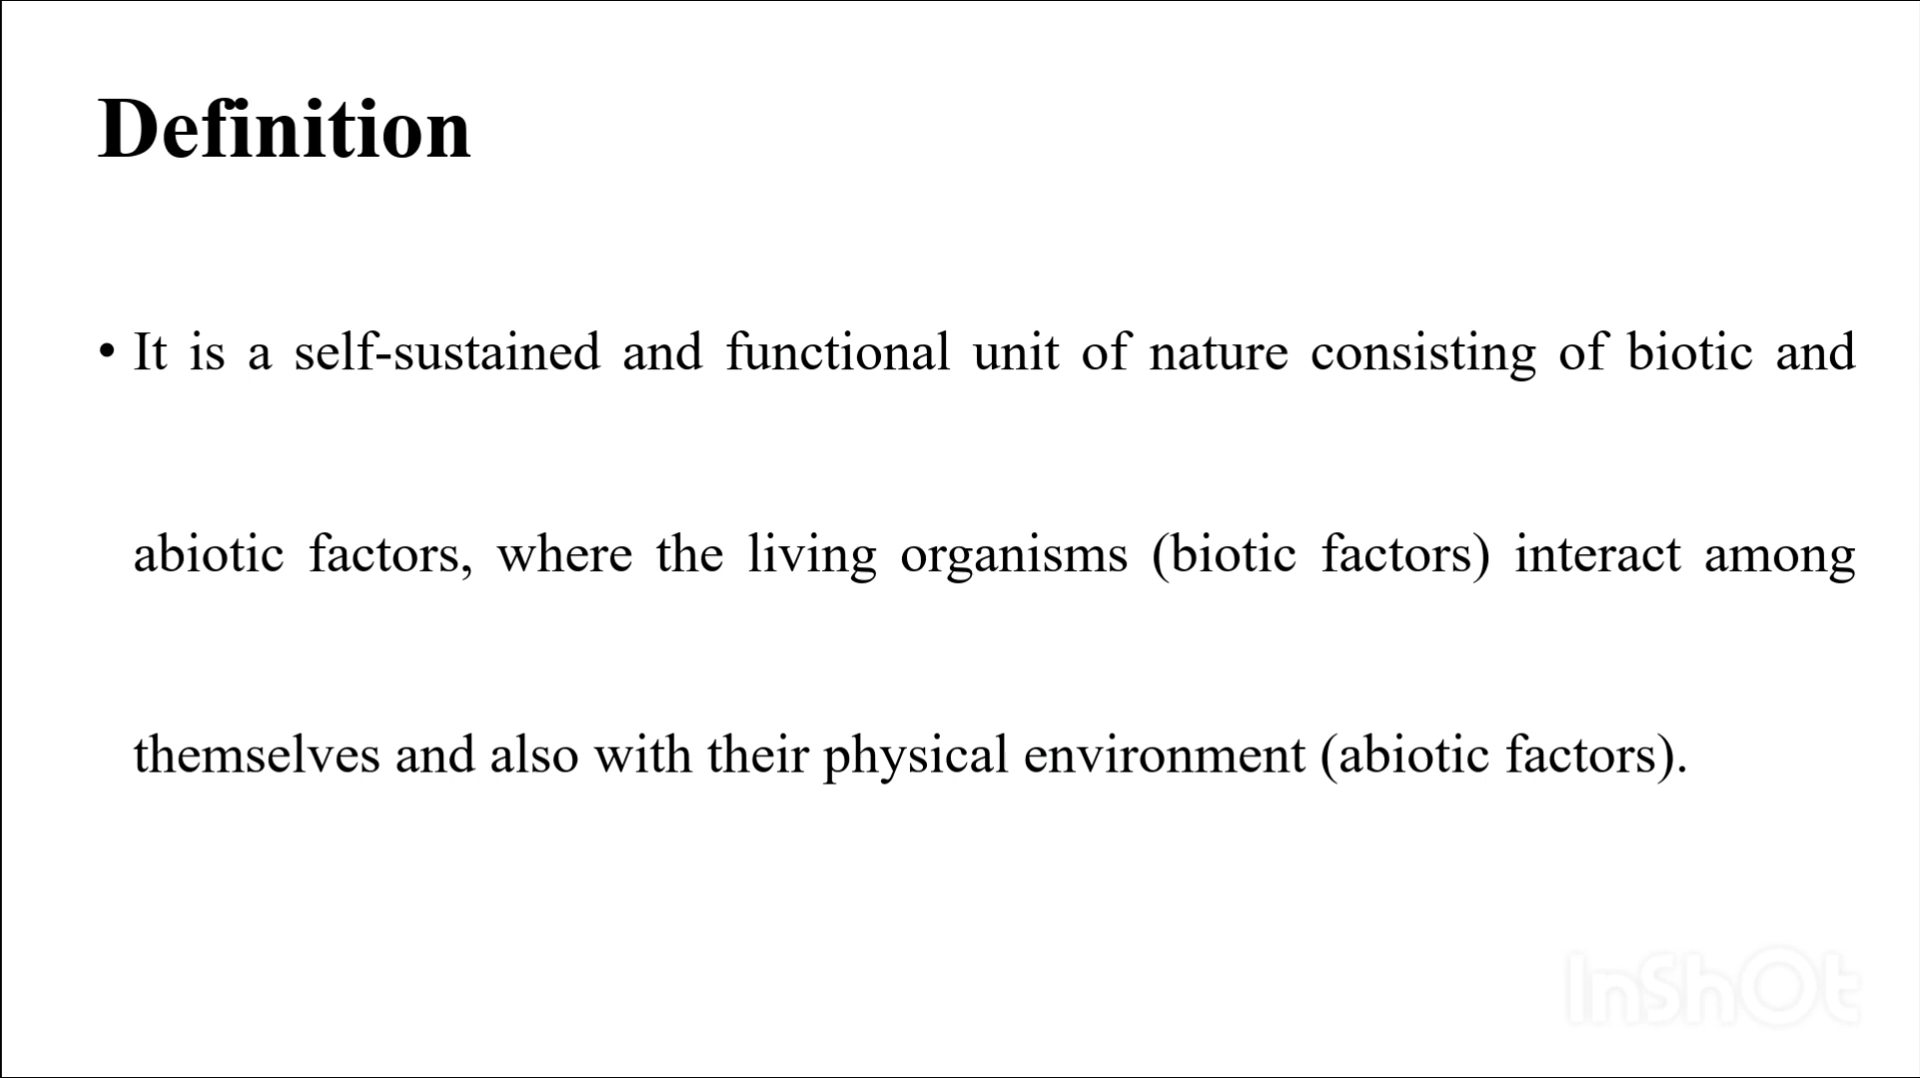 Definition
• It is a self-sustained and functional unit of nature consisting of biotic and
abiotic factors, where the living organisms (biotic factors) interact among
themselves and also with their physical environment (abiotic factors).
InShOt